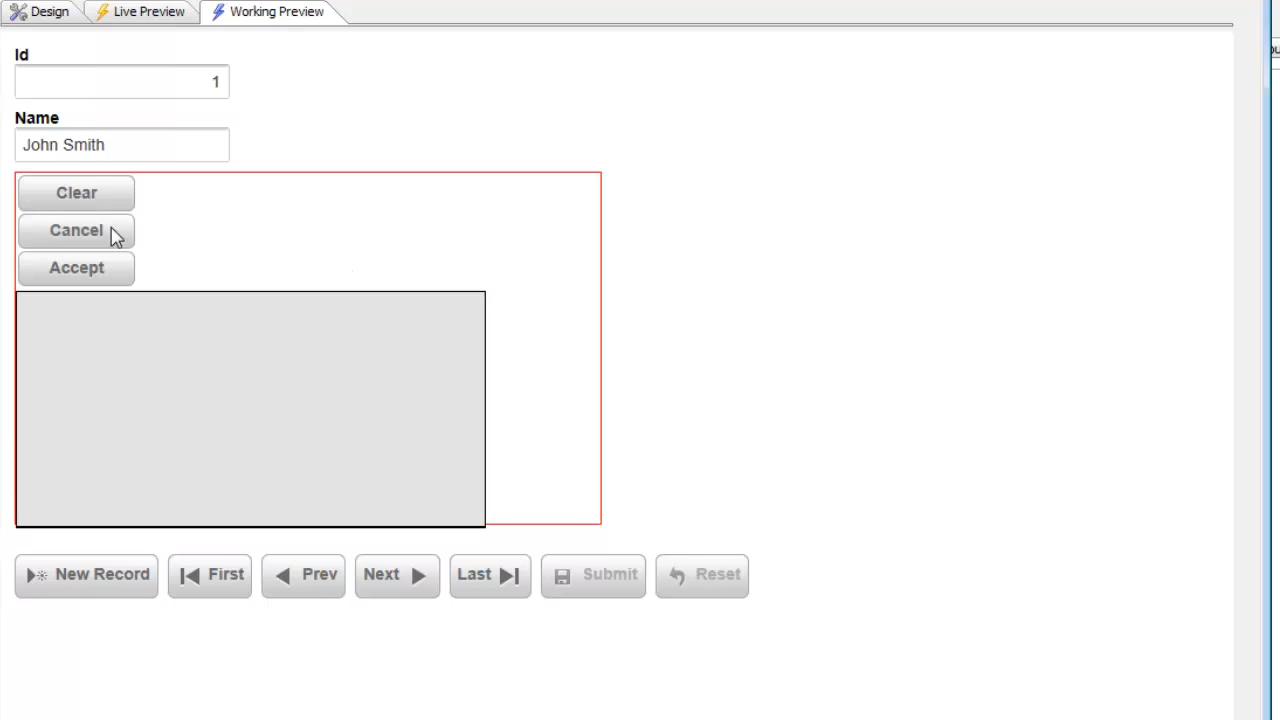 Design Live Preview Working Preview
Id
1
Name
John Smith
Clear
Cancel
Accept
New Record First Prev Next Last Submit Reset